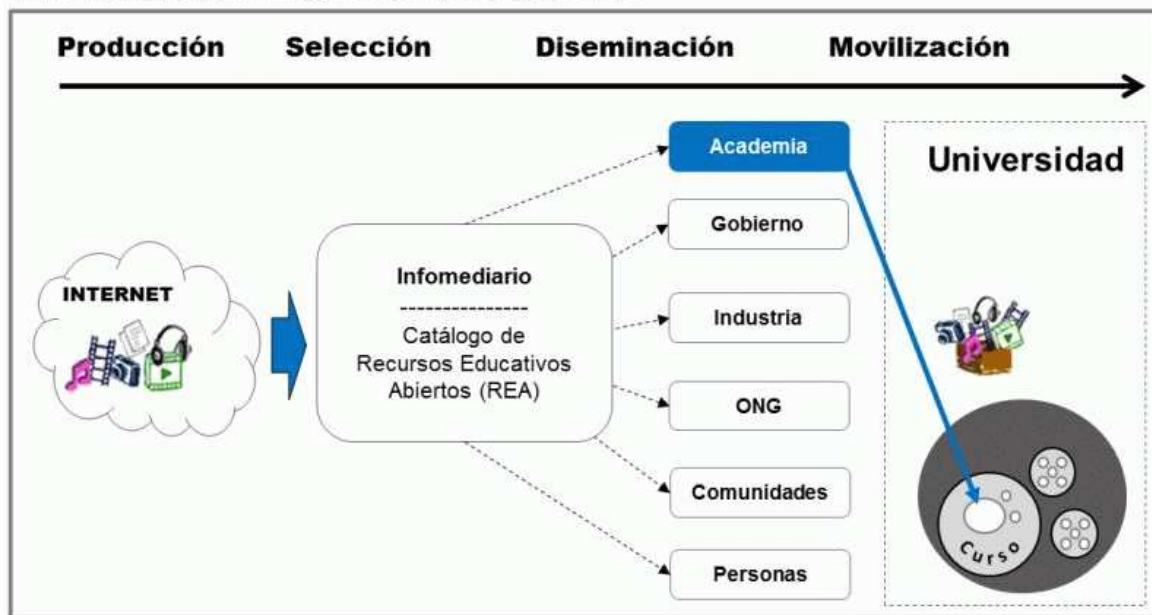 Producción Selección Diseminación Movilización
Academia
Universidad
Gobierno
INTERNET
Infomediario
---------------
Catálogo de
Recursos Educativos
Abiertos (REA)
Industria
ONG
Comunidades
Curso
Personas